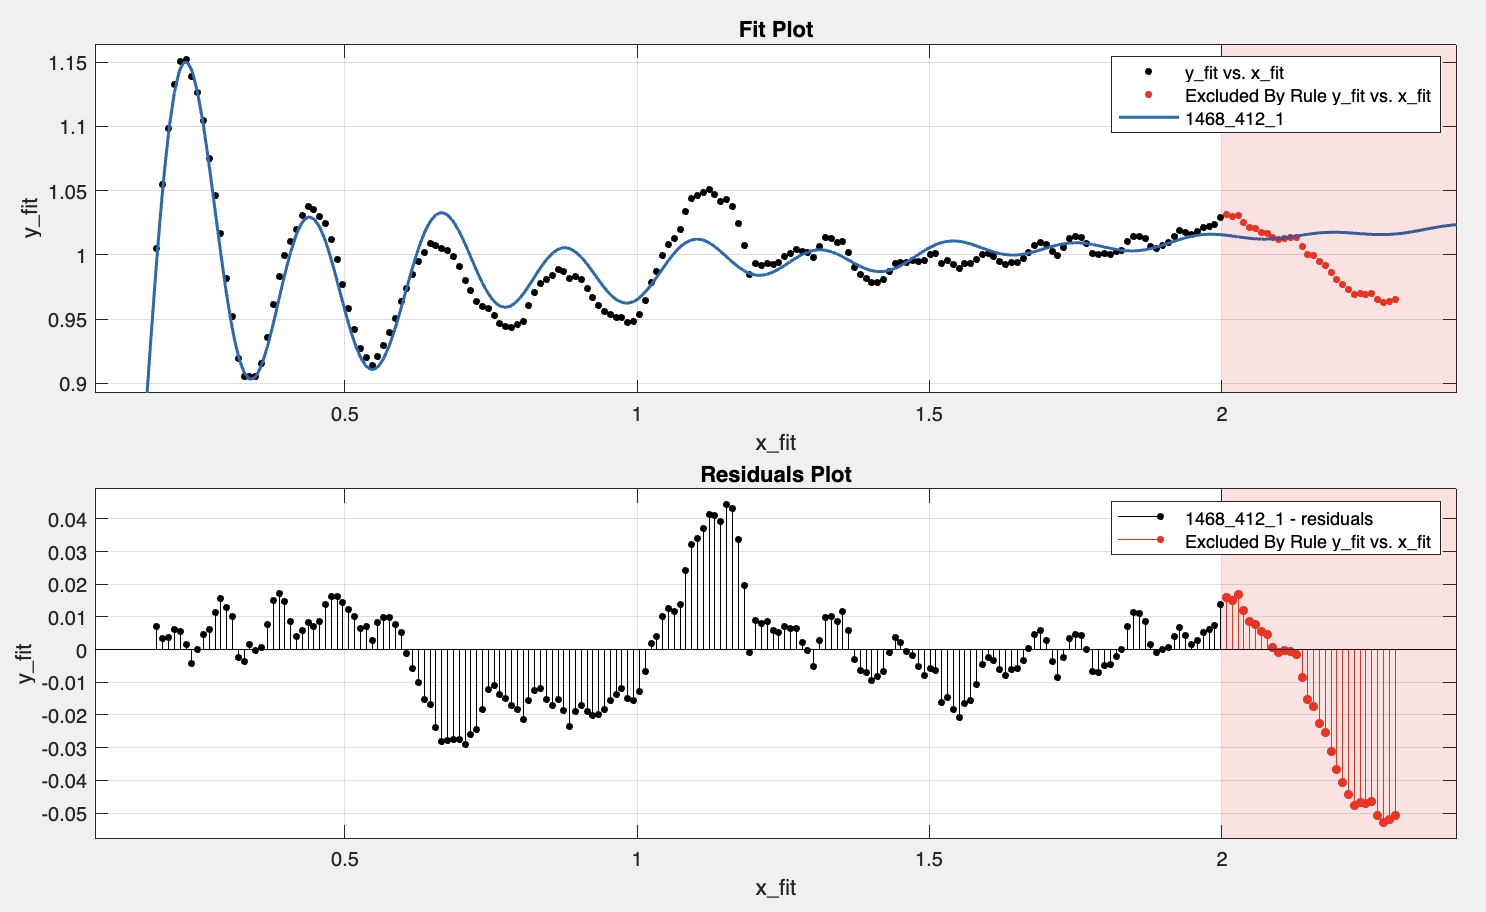 Fit Plot
1.15
1.1
1.05
1
0.95
0.9
y_fit
y_fit vs. x_fit
Excluded By Rule y_fit vs. x_fit
1468_412_1
0.5
1
1.5
2
x_fit
Residuals Plot
0.04
0.03
0.02
0.01
0
-0.01
-0.02
-0.03
-0.04
-0.05
y_fit
1468_412_1 - residuals
Excluded By Rule y_fit vs. x_fit
0.5
1
1.5
2
x_fit